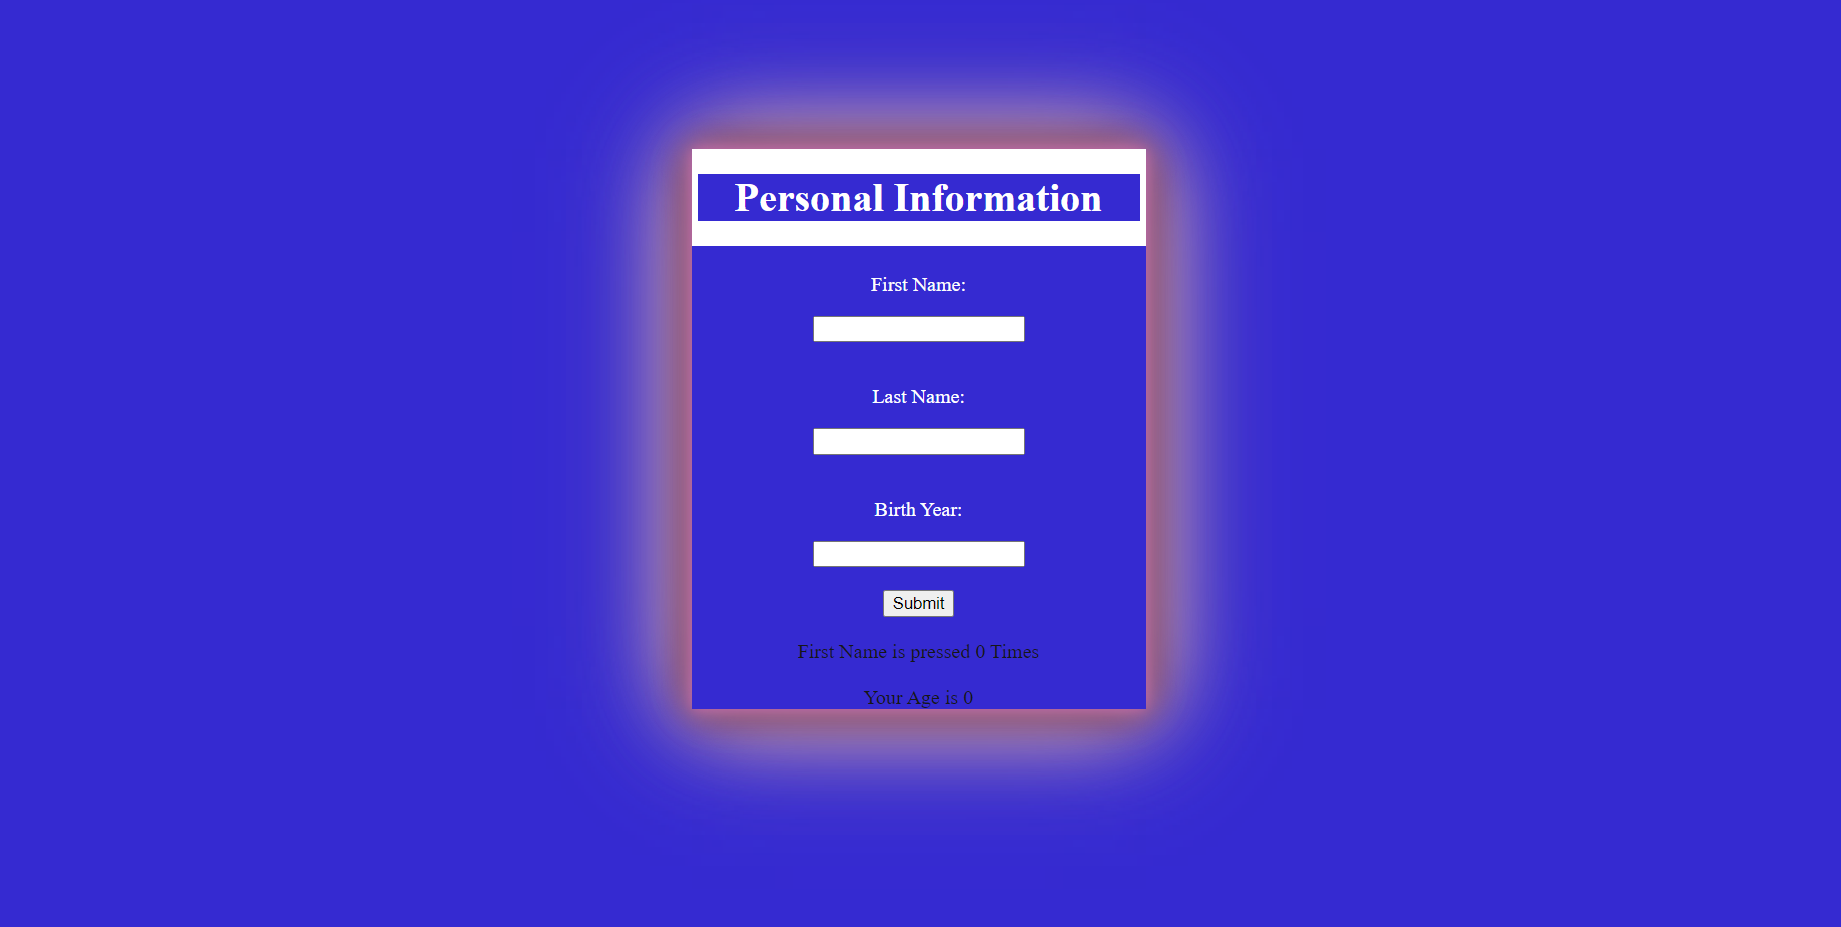 Personal Information
First Name:
Last Name:
Birth Year:
Submit
First Name is pressed 0 Times
Your Age is 0